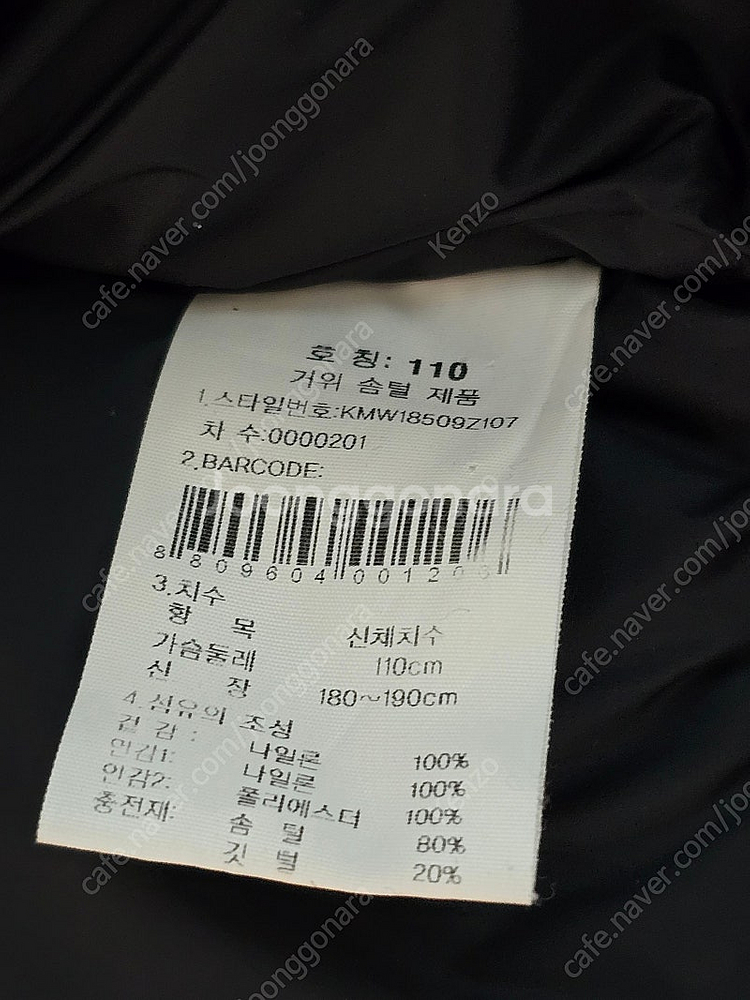 호 칭: 110
거위 솜털 제품
1.스타일번호:KMW18509Z107
차 수:0000201
2.BARCODE:
joonggonara
3.치수
항 목 신체치수
가슴둘레 110cm
신 장 180~190cm
4.섬유의 조성
겉 감 : 나일론 100%
안감1: 나일론 100%
안감2: 폴리에스터 100%
충전재: 솜 털 80%
깃 털 20%
cafe.naver.com/joonggonara
Kenzo